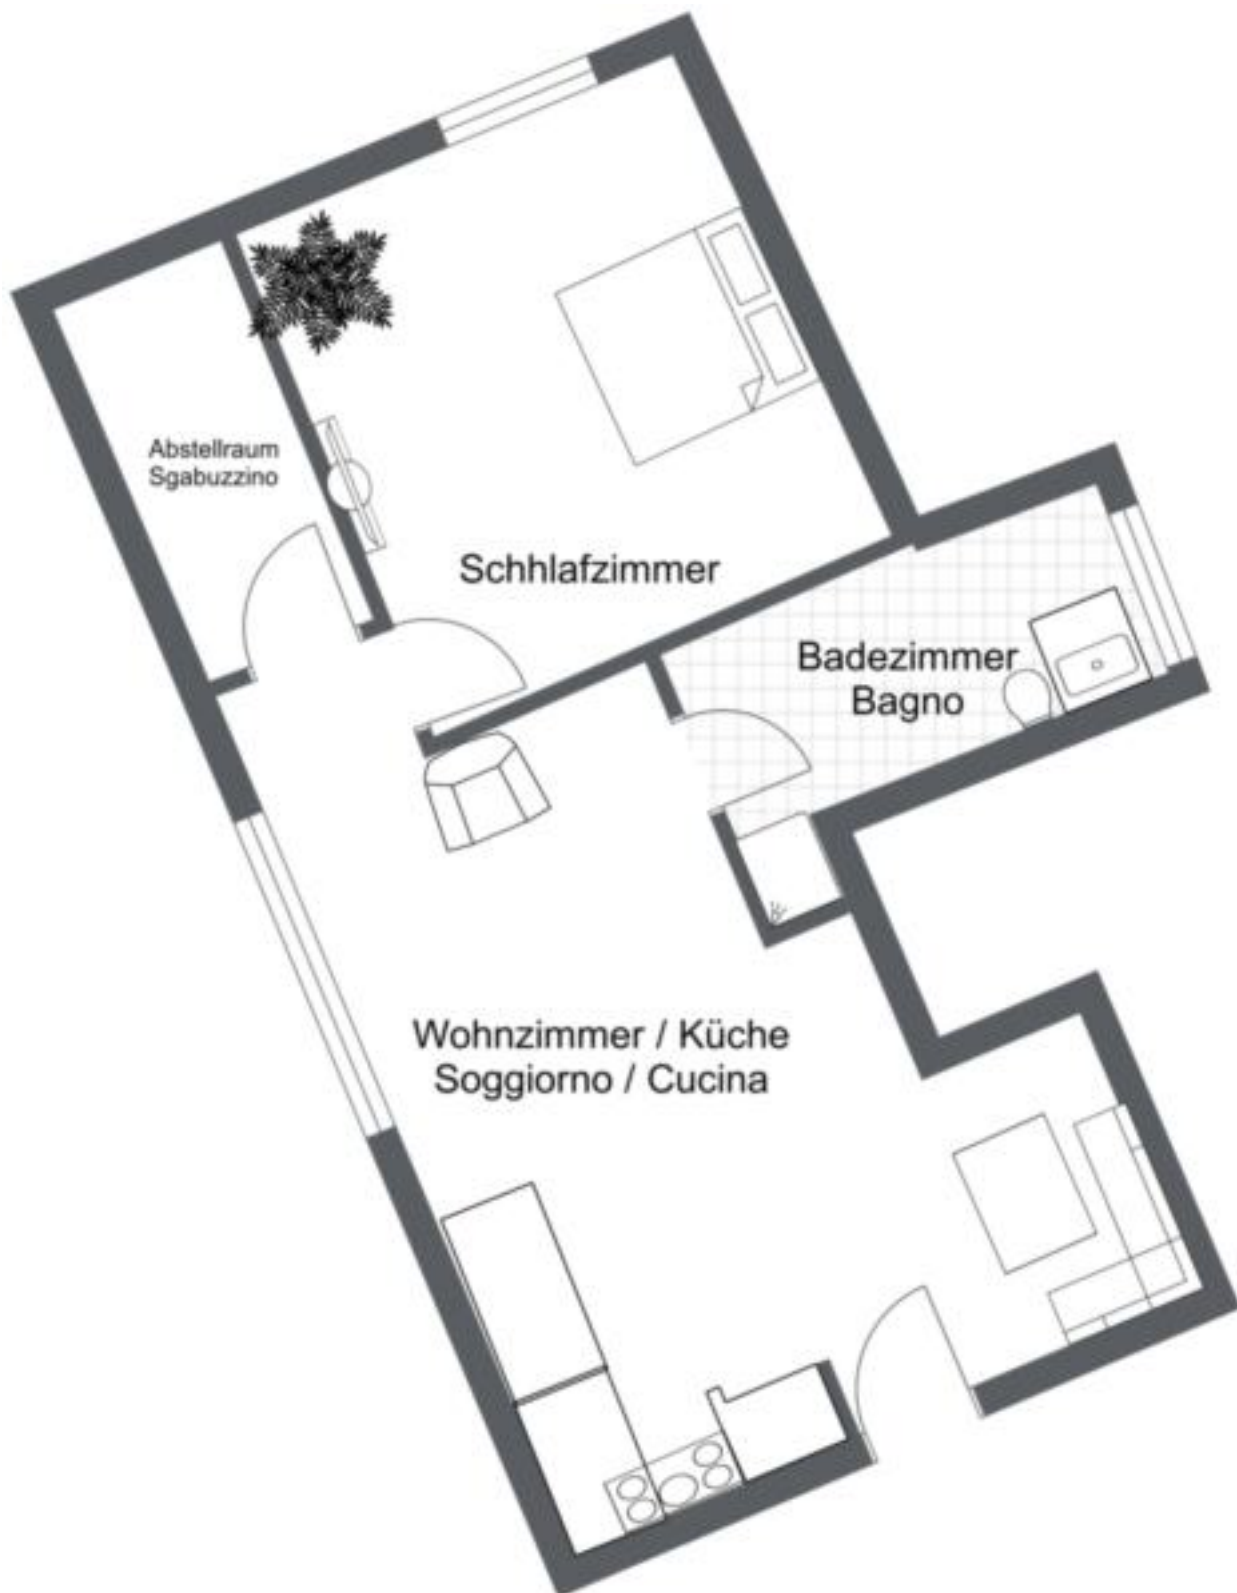 Abstellraum
Sgabuzzino
Schhlafzimmer
Badezimmer
Bagno
Wohnzimmer / Küche
Soggiorno / Cucina